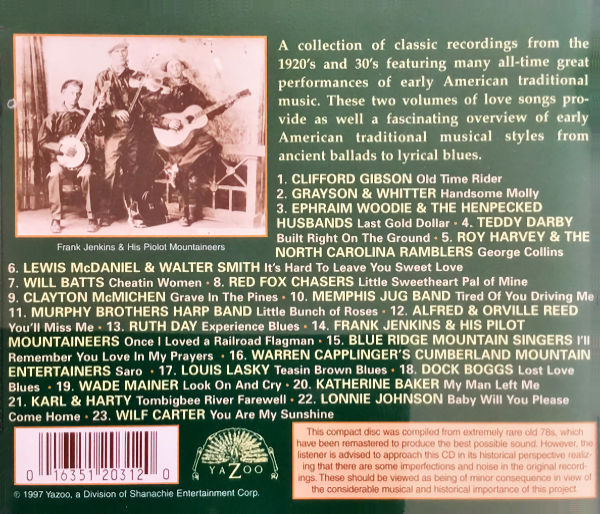 A collection of classic recordings from the
1920's and 30's featuring many all-time great
performances of early American traditional
music. These two volumes of love songs pro-
vide as well a fascinating overview of early
American traditional musical styles from
ancient ballads to lyrical blues.
Frank Jenkins & His Piolot Mountaineers
1. CLIFFORD GIBSON Old Time Rider
2. GRAYSON & WHITTER Handsome Molly
3. EPHRAIM WOODIE & THE HENPECKED
HUSBANDS Last Gold Dollar • 4. TEDDY DARBY
Built Right On The Ground • 5. ROY HARVEY & THE
NORTH CAROLINA RAMBLERS George Collins
6. LEWIS McDANIEL & WALTER SMITH It's Hard To Leave You Sweet Love
7. WILL BATTS Cheatin Women • 8. RED FOX CHASERS Little Sweetheart Pal of Mine
9. CLAYTON McMICHEN Grave In The Pines • 10. MEMPHIS JUG BAND Tired Of You Driving Me
11. MURPHY BROTHERS HARP BAND Little Bunch of Roses • 12. ALFRED & ORVILLE REED
You'll Miss Me • 13. RUTH DAY Experience Blues • 14. FRANK JENKINS & HIS PILOT
MOUNTAINEERS Once I Loved a Railroad Flagman • 15. BLUE RIDGE MOUNTAIN SINGERS I'll
Remember You Love In My Prayers • 16. WARREN CAPPLINGER'S CUMBERLAND MOUNTAIN
ENTERTAINERS Saro • 17. LOUIS LASKY Teasin Brown Blues • 18. DOCK BOGGS Lost Love
Blues • 19. WADE MAINER Look On And Cry • 20. KATHERINE BAKER My Man Left Me
21. KARL & HARTY Tombigbee River Farewell • 22. LONNIE JOHNSON Baby Will You Please
Come Home • 23. WILF CARTER You Are My Sunshine
0 16351 20312 0
YAZOO
℗ 1997 Yazoo, a Division of Shanachie Entertainment Corp.
This compact disc was compiled from extremely rare old 78s, which
have been remastered to produce the best possible sound. However, the
listener is advised to approach this CD in its historical perspective realiz-
ing that there are some imperfections and noise in the original record-
ings. These should be viewed as being of minor consequence in view of
the considerable musical and historical importance of this project.